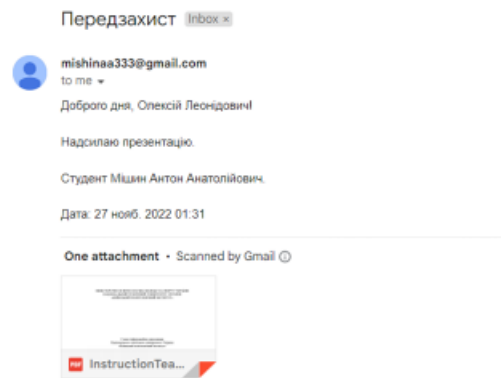 Передзахист Inbox ×
mishinaa333@gmail.com
to me
Доброго дня, Олексій Леонідович!
Надсилаю презентацію.
Студент Мішин Антон Анатолійович.
Дата: 27 нояб. 2022 01:31
One attachment • Scanned by Gmail
PDF InstructionTea...